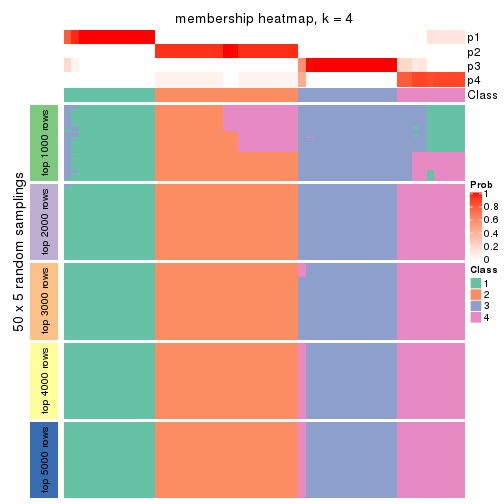 membership heatmap, k = 4
p1
p2
p3
p4
Class
50 x 5 random samplings
top 1000 rows
top 2000 rows
top 3000 rows
top 4000 rows
top 5000 rows
Prob
1
0.8
0.6
0.4
0.2
0
Class
1
2
3
4